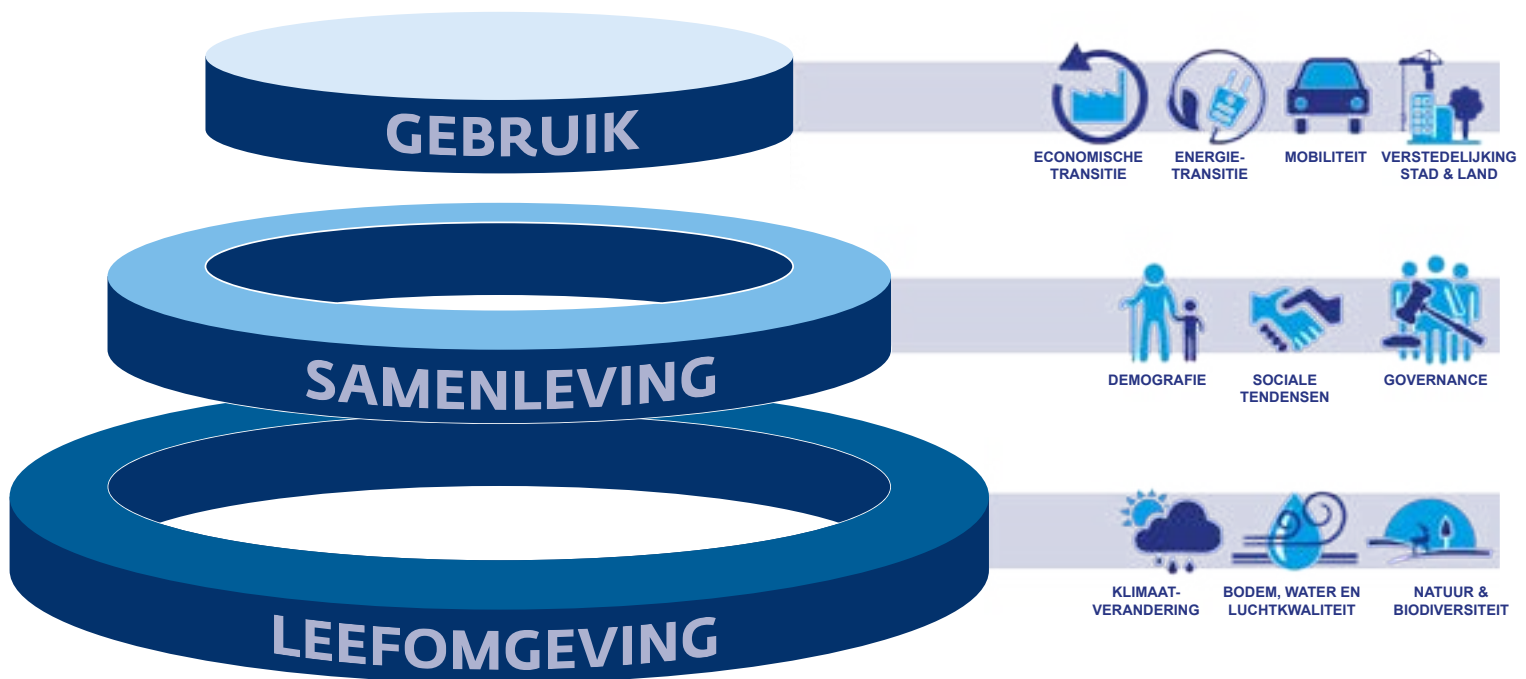 GEBRUIK
ECONOMISCHE
TRANSITIE
ENERGIE-
TRANSITIE
MOBILITEIT
VERSTEDELIJKING
STAD & LAND
SAMENLEVING
DEMOGRAFIE
SOCIALE
TENDENSEN
GOVERNANCE
LEEFOMGEVING
KLIMAAT-
VERANDERING
BODEM, WATER EN
LUCHTKWALITEIT
NATUUR &
BIODIVERSITEIT